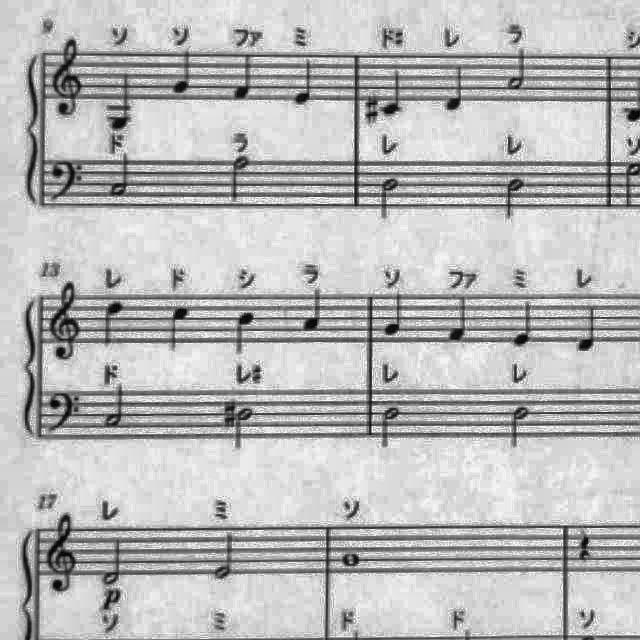 9 ソ ソ ファ ミ ド# レ ラ シ
ド ラ レ レ ソ
13 レ ド シ ラ ソ ファ ミ レ
ド レ# レ レ
17 レ ミ ソ
p
ソ ミ ド ド ソ